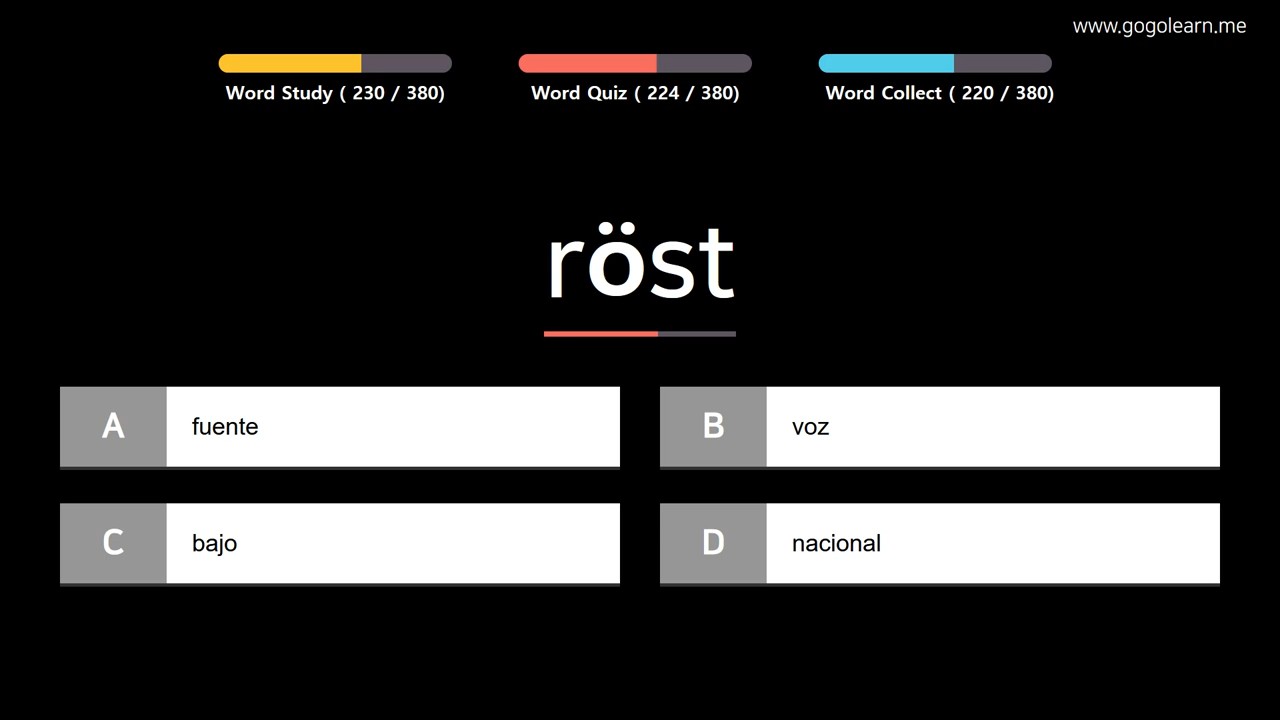 www.gogolearn.me
Word Study ( 230 / 380)
Word Quiz ( 224 / 380)
Word Collect ( 220 / 380)
röst
A fuente
B voz
C bajo
D nacional